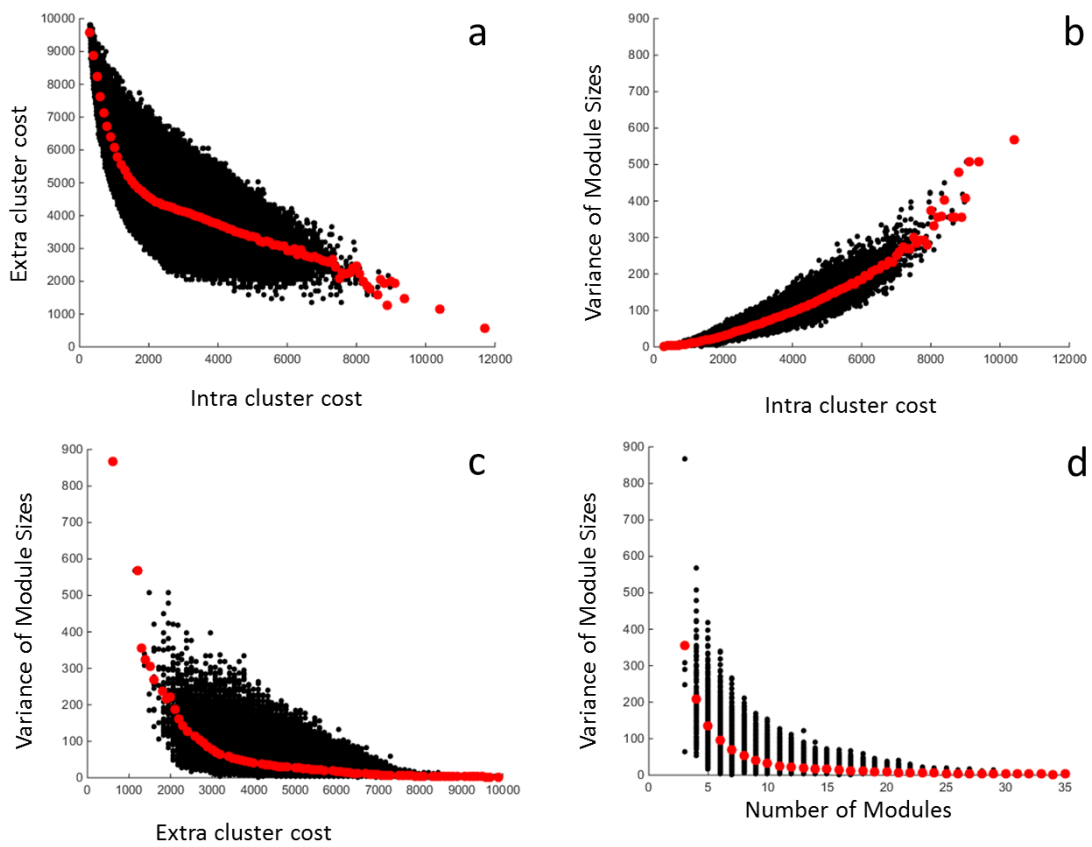 a
10000
9000
8000
7000
6000
5000
4000
3000
2000
1000
0
Extra cluster cost
0 2000 4000 6000 8000 10000 12000
Intra cluster cost
b
900
800
700
600
500
400
300
200
100
0
Variance of Module Sizes
0 2000 4000 6000 8000 10000 12000
Intra cluster cost
c
900
800
700
600
500
400
300
200
100
0
Variance of Module Sizes
0 1000 2000 3000 4000 5000 6000 7000 8000 9000 10000
Extra cluster cost
d
900
800
700
600
500
400
300
200
100
0
Variance of Module Sizes
0 5 10 15 20 25 30 35
Number of Modules